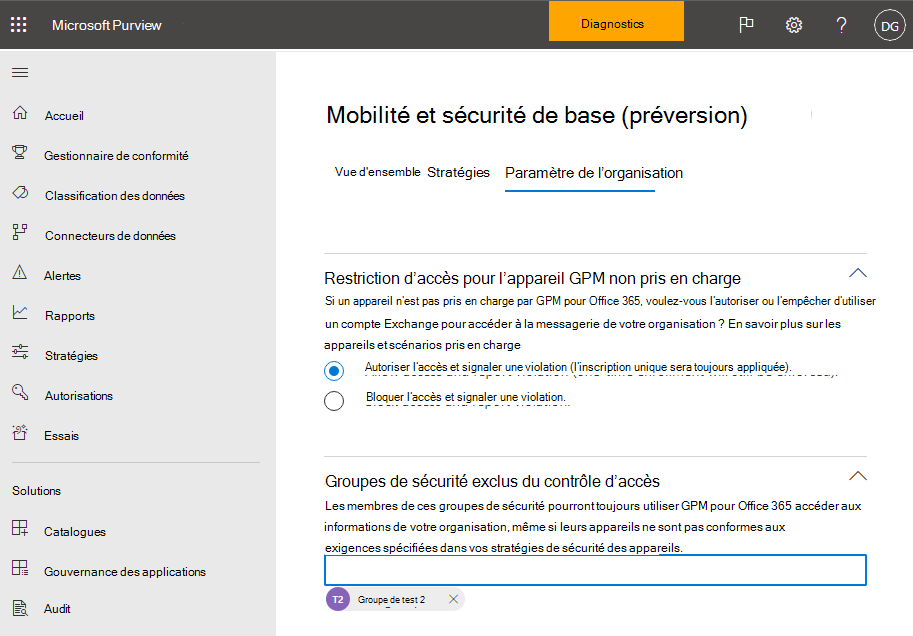 Microsoft Purview
Diagnostics
DG
Accueil
Gestionnaire de conformité
Classification des données
Connecteurs de données
Alertes
Rapports
Stratégies
Autorisations
Essais
Solutions
Catalogues
Gouvernance des applications
Audit
Mobilité et sécurité de base (préversion)
Vue d'ensemble Stratégies Paramètre de l'organisation
Restriction d'accès pour l'appareil GPM non pris en charge
Si un appareil n'est pas pris en charge par GPM pour Office 365, voulez-vous l'autoriser ou l'empêcher d'utiliser
un compte Exchange pour accéder à la messagerie de votre organisation ? En savoir plus sur les
appareils et scénarios pris en charge
Autoriser l'accès et signaler une violation (l'inscription unique sera toujours appliquée).
Bloquer l'accès et signaler une violation.
Groupes de sécurité exclus du contrôle d'accès
Les membres de ces groupes de sécurité pourront toujours utiliser GPM pour Office 365 accéder aux
informations de votre organisation, même si leurs appareils ne sont pas conformes aux
exigences spécifiées dans vos stratégies de sécurité des appareils.
T2 Groupe de test 2